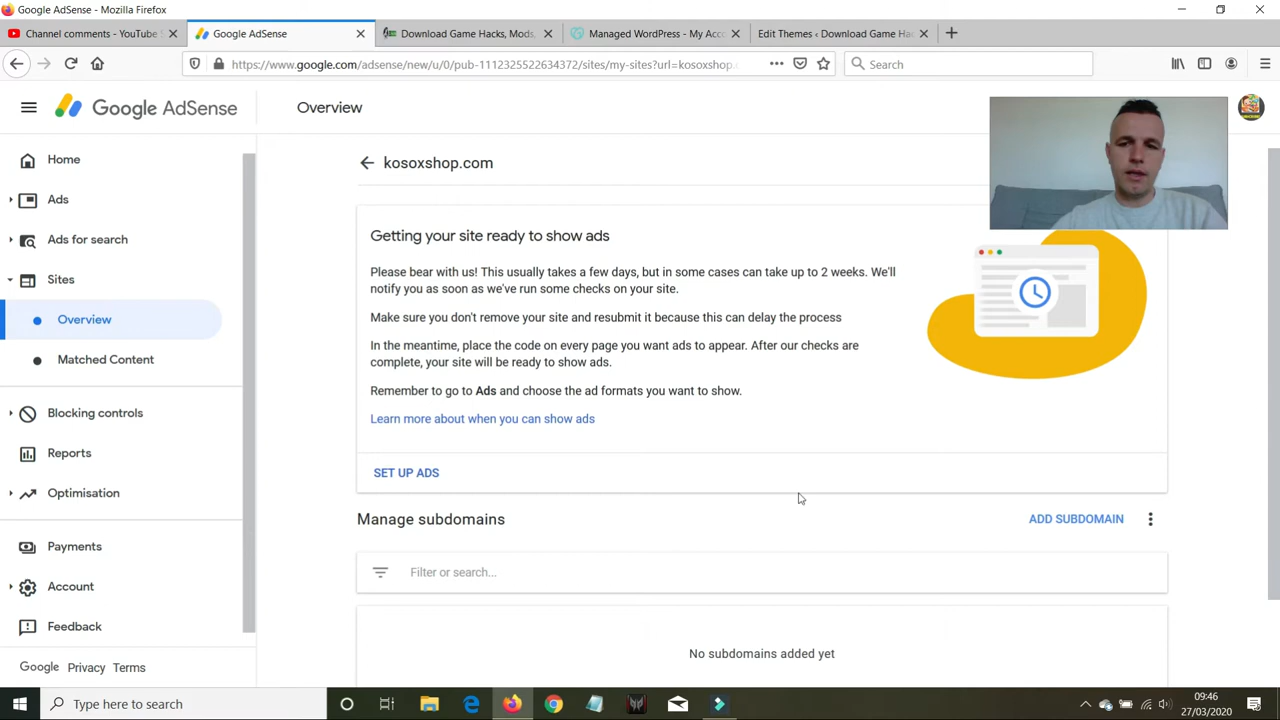 Google AdSense - Mozilla Firefox
Channel comments - YouTube S
Google AdSense
Download Game Hacks, Mods,
Managed WordPress - My Acc
Edit Themes ‹ Download Game Hac
https://www.google.com/adsense/new/u/0/pub-1112325522634372/sites/my-sites?url=kosoxshop.c
Search
Google AdSense
Overview
Home
Ads
Ads for search
Sites
Overview
Matched Content
Blocking controls
Reports
Optimisation
Payments
Account
Feedback
Google Privacy Terms
kosoxshop.com
Getting your site ready to show ads
Please bear with us! This usually takes a few days, but in some cases can take up to 2 weeks. We'll
notify you as soon as we've run some checks on your site.
Make sure you don't remove your site and resubmit it because this can delay the process
In the meantime, place the code on every page you want ads to appear. After our checks are
complete, your site will be ready to show ads.
Remember to go to Ads and choose the ad formats you want to show.
Learn more about when you can show ads
SET UP ADS
Manage subdomains
ADD SUBDOMAIN
Filter or search...
No subdomains added yet
Type here to search
09:46
27/03/2020